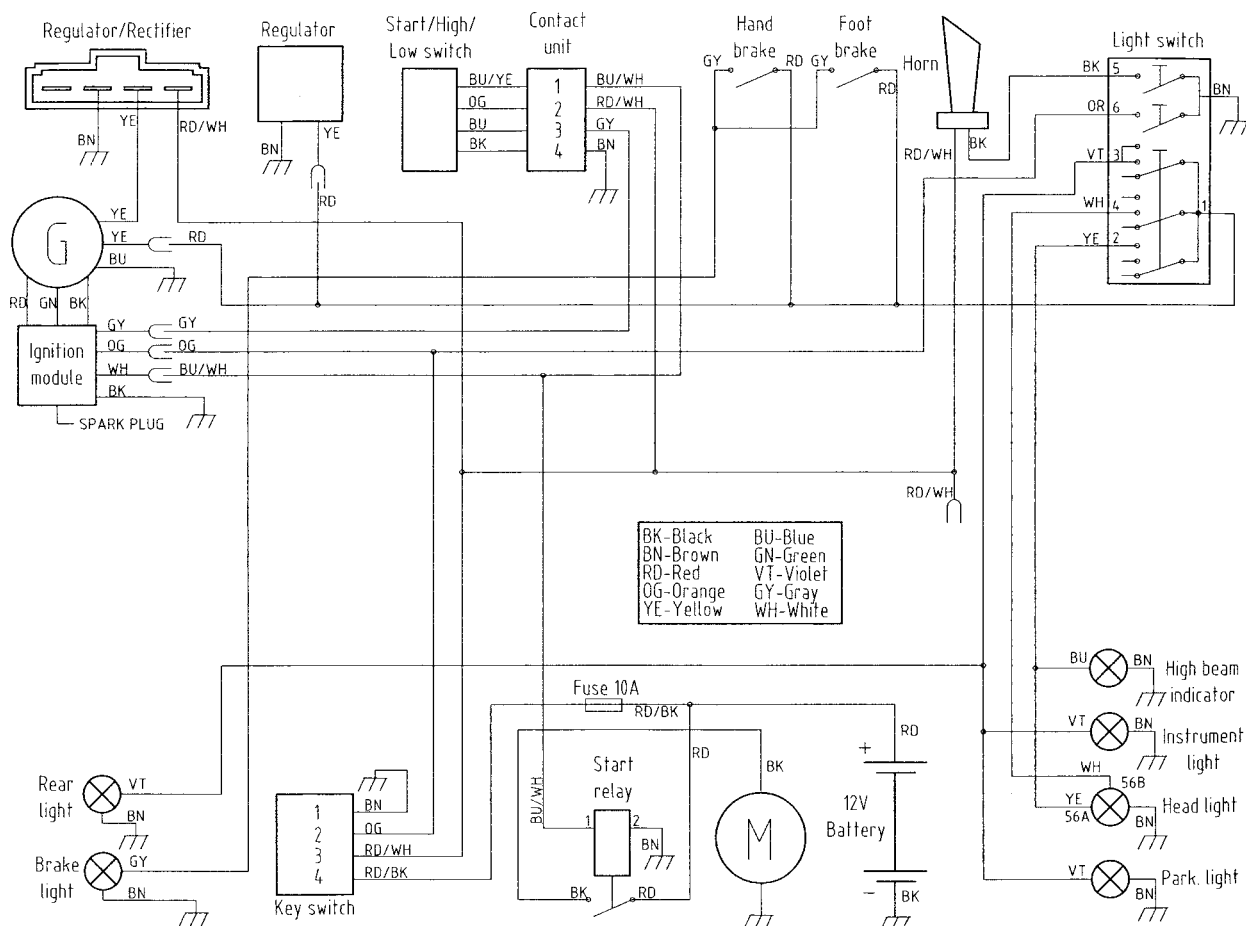 Regulator/Rectifier
Regulator
Start/High/
Low switch
Contact
unit
Hand
brake
Foot
brake
Horn
Light switch
BU/YE
OG
BU
BK
1
2
3
4
BU/WH
RD/WH
GY
BN
GY
RD
GY
RD
BK
RD/WH
BK
OR
VT
WH
YE
5
6
3
4
2
1
BN
BN
YE
RD/WH
BN
YE
RD
G
YE
YE
RD
BU
RD
GN
BK
Ignition
module
GY
GY
OG
OG
WH
BU/WH
BK
SPARK PLUG
RD/WH
BK-Black
BN-Brown
RD-Red
OG-Orange
YE-Yellow
BU-Blue
GN-Green
VT-Violet
GY-Gray
WH-White
Fuse 10A
RD/BK
RD
BK
RD
+
12V
Battery
-
BK
BU/WH
Start
relay
1
2
BN
BK
RD
M
Rear
light
VT
BN
Brake
light
GY
BN
1
2
3
4
BN
OG
RD/WH
RD/BK
Key switch
BU
BN
High beam
indicator
VT
BN
Instrument
light
WH
56B
YE
56A
BN
Head light
VT
BN
Park. light